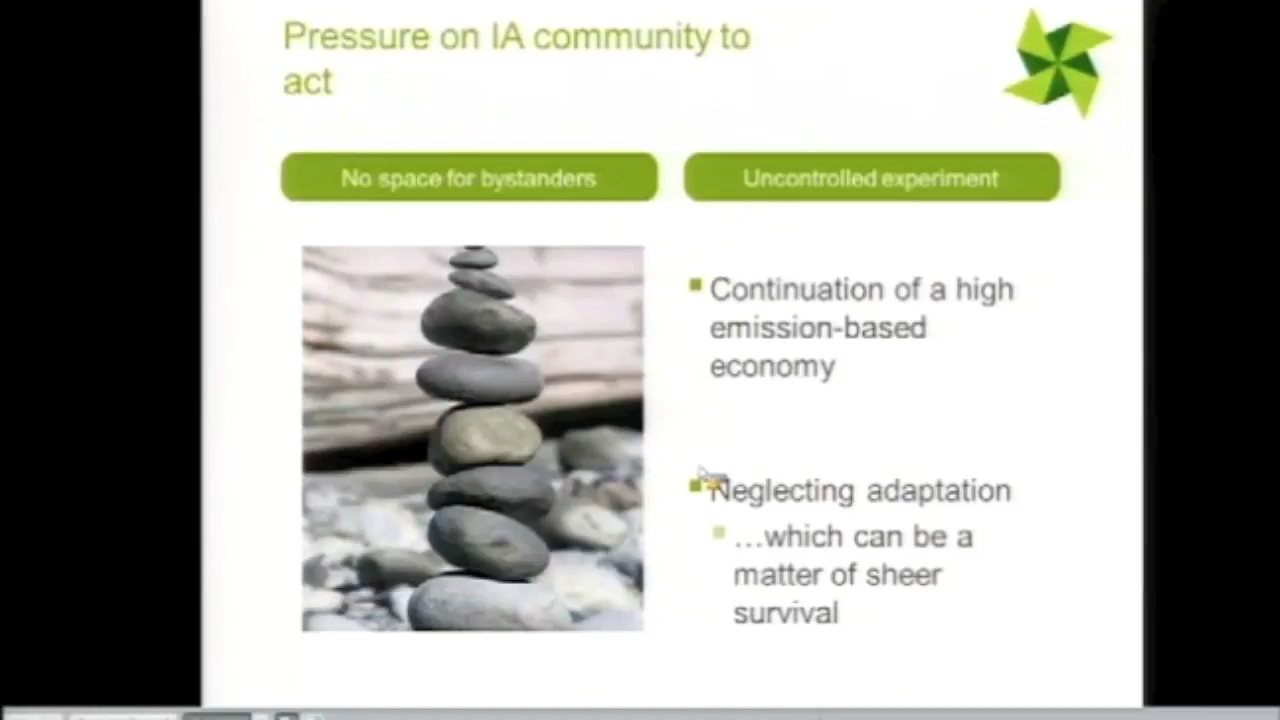 Pressure on IA community to
act
No space for bystanders
Uncontrolled experiment
Continuation of a high
emission-based
economy
Neglecting adaptation
...which can be a
matter of sheer
survival